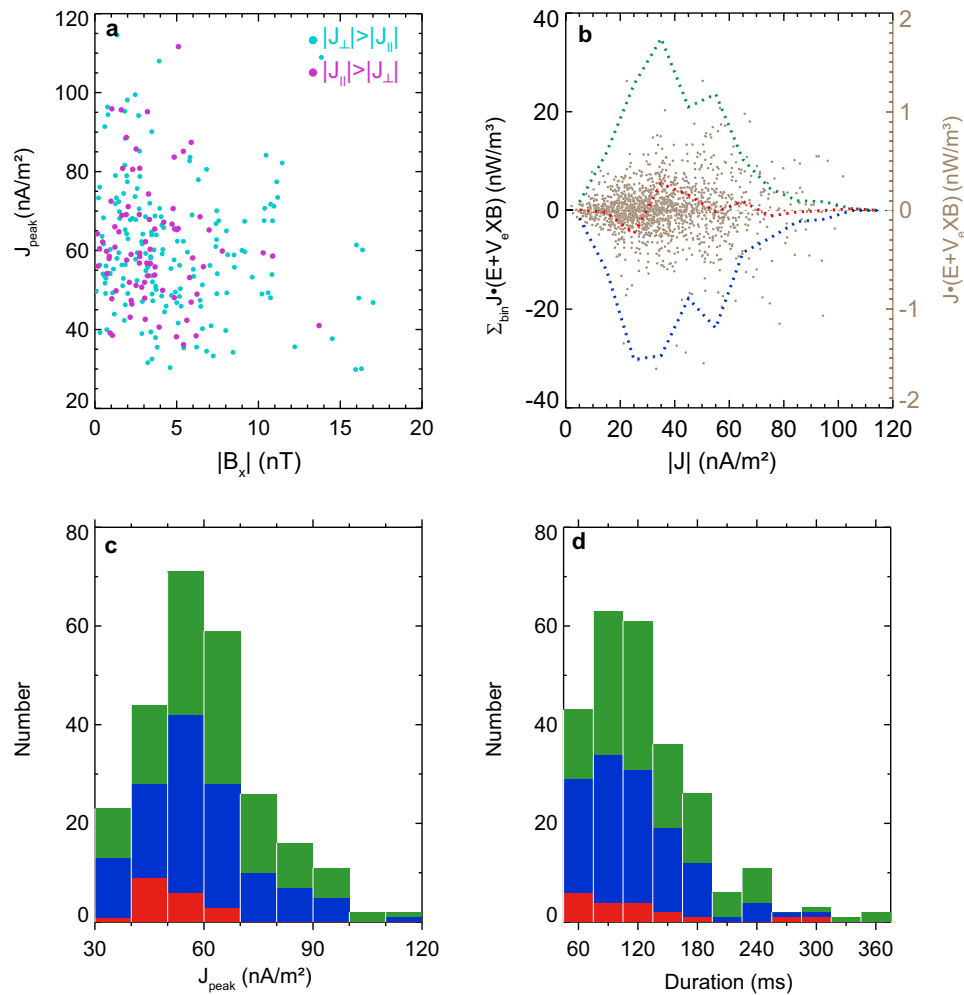 a
|J⊥|>|J∥|
|J∥|>|J⊥|
120
100
80
60
40
20
J_peak (nA/m²)
0 5 10 15 20
|B_x| (nT)
b
40
20
0
-20
-40
Σ_bin J•(E+V_e XB) (nW/m³)
2
1
0
-1
-2
J•(E+V_e XB) (nW/m³)
0 20 40 60 80 100 120
|J| (nA/m²)
c
80
60
40
20
0
Number
30 60 90 120
J_peak (nA/m²)
d
80
60
40
20
0
Number
60 120 180 240 300 360
Duration (ms)